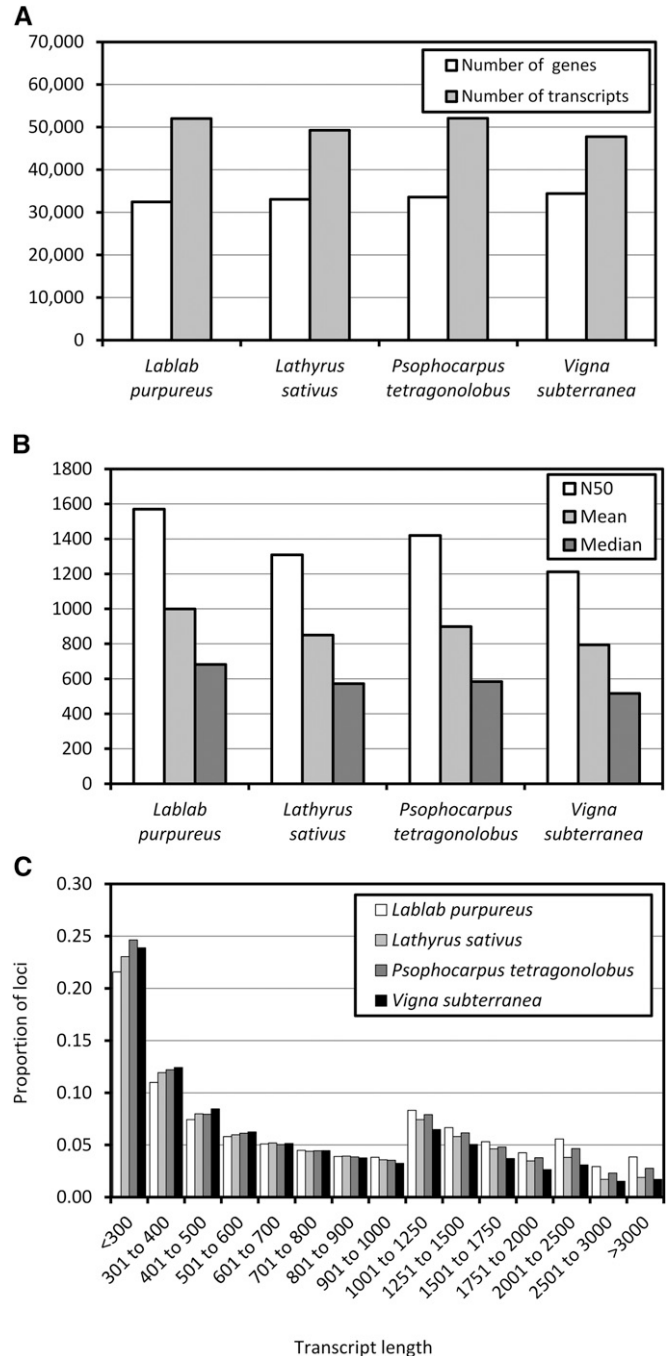 A
70,000
60,000
50,000
40,000
30,000
20,000
10,000
0
Number of genes
Number of transcripts
Lablab purpureus
Lathyrus sativus
Psophocarpus tetragonolobus
Vigna subterranea
B
1800
1600
1400
1200
1000
800
600
400
200
0
N50
Mean
Median
Lablab purpureus
Lathyrus sativus
Psophocarpus tetragonolobus
Vigna subterranea
C
Proportion of loci
0.30
0.25
0.20
0.15
0.10
0.05
0.00
Lablab purpureus
Lathyrus sativus
Psophocarpus tetragonolobus
Vigna subterranea
<300
301 to 400
401 to 500
501 to 600
601 to 700
701 to 800
801 to 900
901 to 1000
1001 to 1250
1251 to 1500
1501 to 1750
1751 to 2000
2001 to 2500
2501 to 3000
>3000
Transcript length